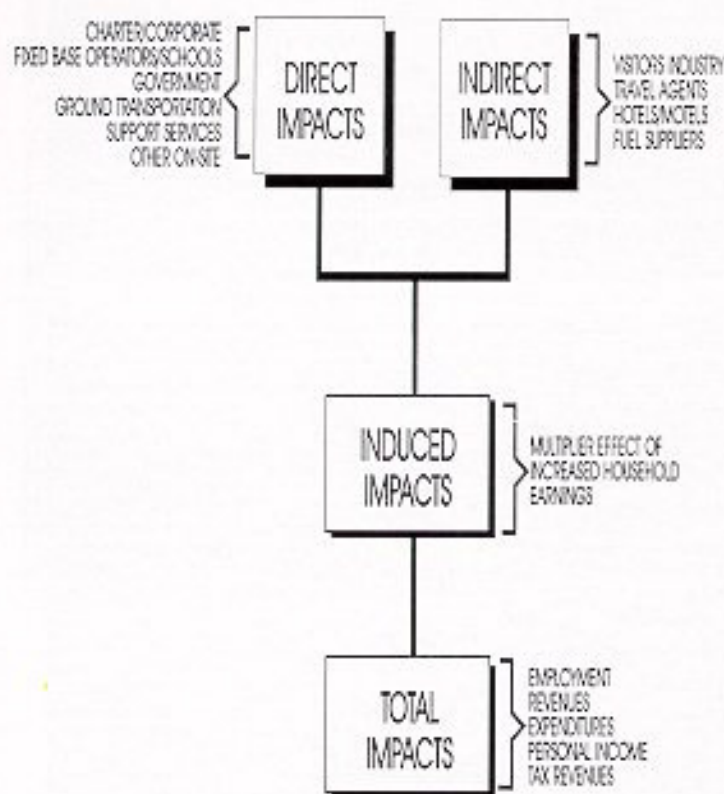 CHARTER/CORPORATE
FIXED BASE OPERATORS/SCHOOLS
GOVERNMENT
GROUND TRANSPORTATION
SUPPORT SERVICES
OTHER ON-SITE
DIRECT
IMPACTS
INDIRECT
IMPACTS
VISITORS INDUSTRY
TRAVEL AGENTS
HOTELS/MOTELS
FUEL SUPPLIERS
INDUCED
IMPACTS
MULTIPLIER EFFECT OF
INCREASED HOUSEHOLD
EARNINGS
TOTAL
IMPACTS
EMPLOYMENT
REVENUES
EXPENDITURES
PERSONAL INCOME
TAX REVENUES